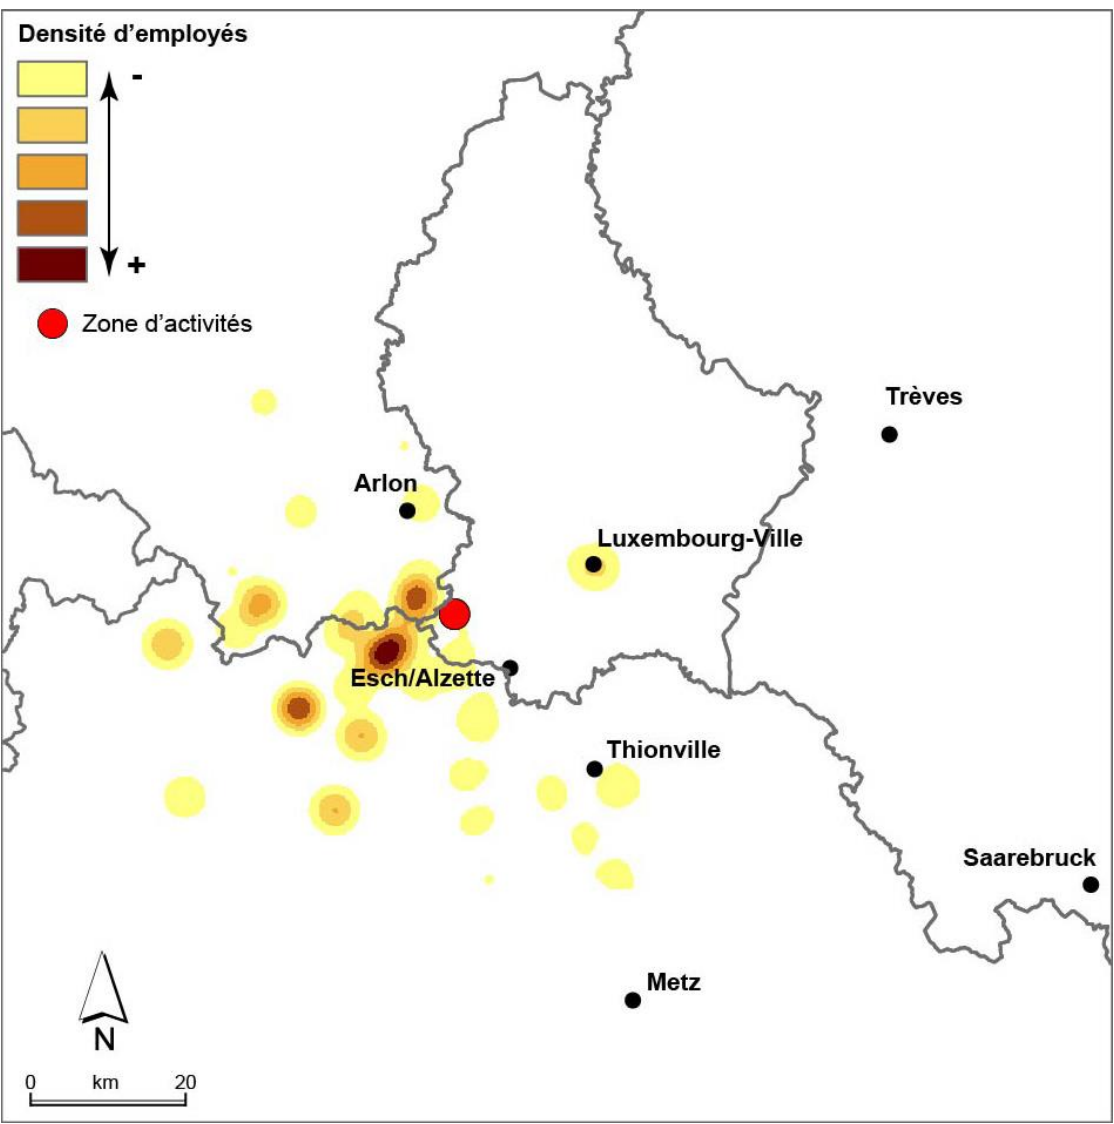 Densité d'employés
-
+
Zone d'activités
Trèves
Arlon
Luxembourg-Ville
Esch/Alzette
Thionville
Saarebruck
Metz
N
0 km 20